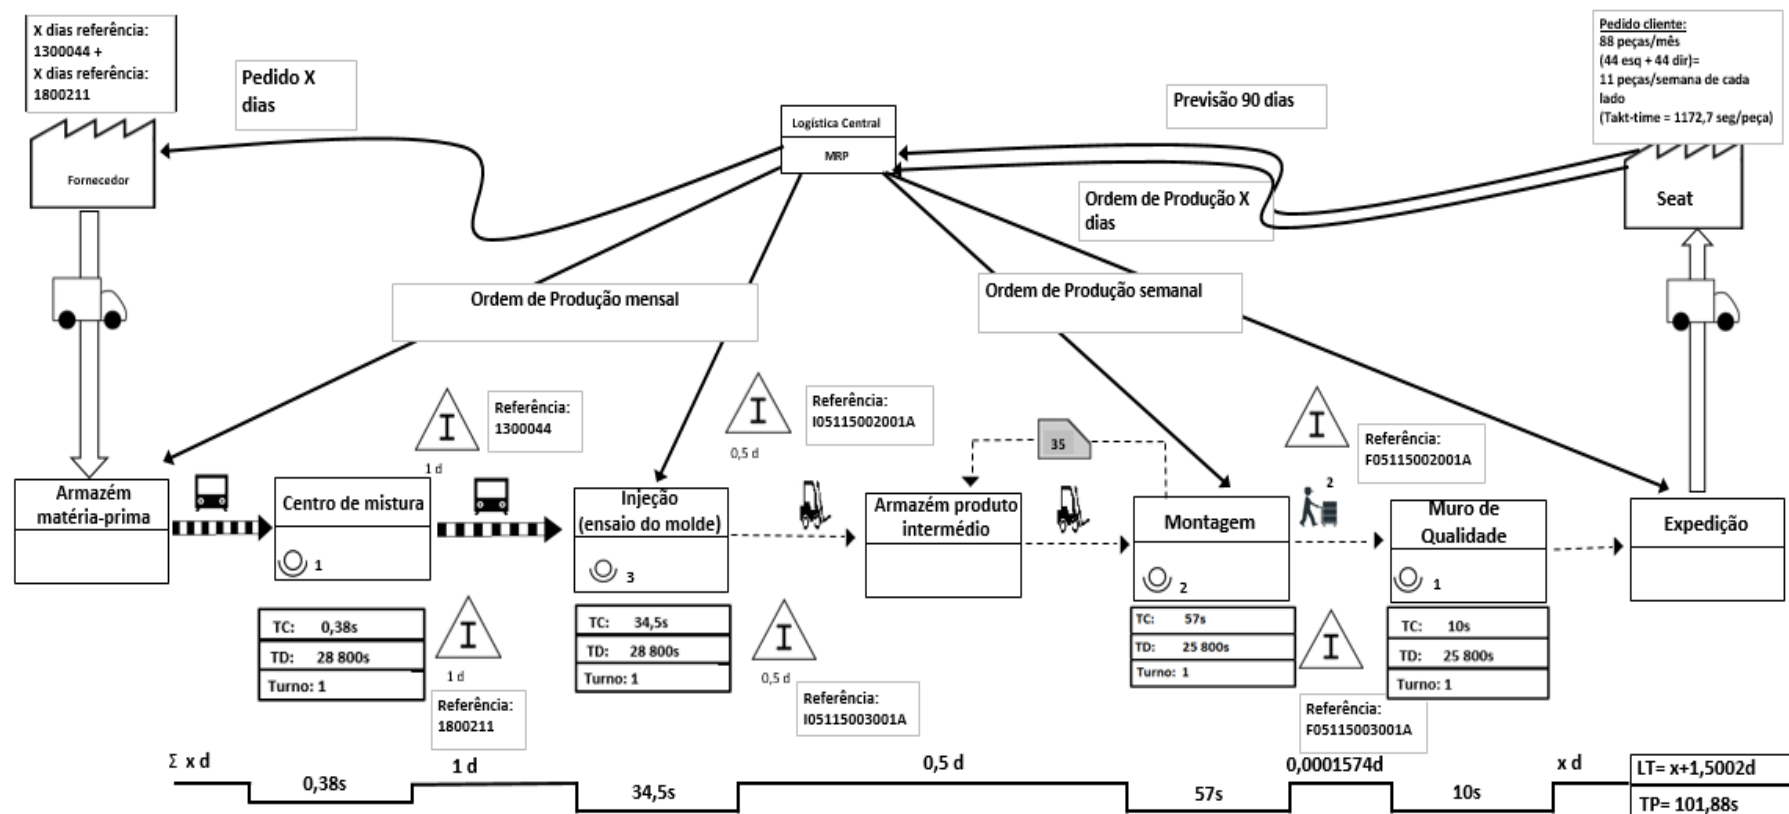 X dias referência:
1300044 +
X dias referência:
1800211
Pedido X
dias
Logística Central
MRP
Previsão 90 dias
Pedido cliente:
88 peças/mês
(44 esq + 44 dir)=
11 peças/semana de cada
lado
(Takt-time = 1172,7 seg/peça)
Fornecedor
Ordem de Produção X
dias
Seat
Ordem de Produção mensal
Ordem de Produção semanal
I
Referência:
1300044
1 d
I
Referência:
I05115002001A
0,5 d
35
I
Referência:
F05115002001A
2
Armazém
matéria-prima
Centro de mistura
1
Injeção
(ensaio do molde)
3
Armazém produto
intermédio
Montagem
2
Muro de
Qualidade
1
Expedição
TC: 0,38s
TD: 28 800s
Turno: 1
I
1 d
Referência:
1800211
TC: 34,5s
TD: 28 800s
Turno: 1
I
0,5 d
Referência:
I05115003001A
TC: 57s
TD: 25 800s
Turno: 1
I
Referência:
F05115003001A
TC: 10s
TD: 25 800s
Turno: 1
Σ x d
0,38s
1 d
34,5s
0,5 d
57s
0,0001574d
10s
x d
LT= x+1,5002d
TP= 101,88s